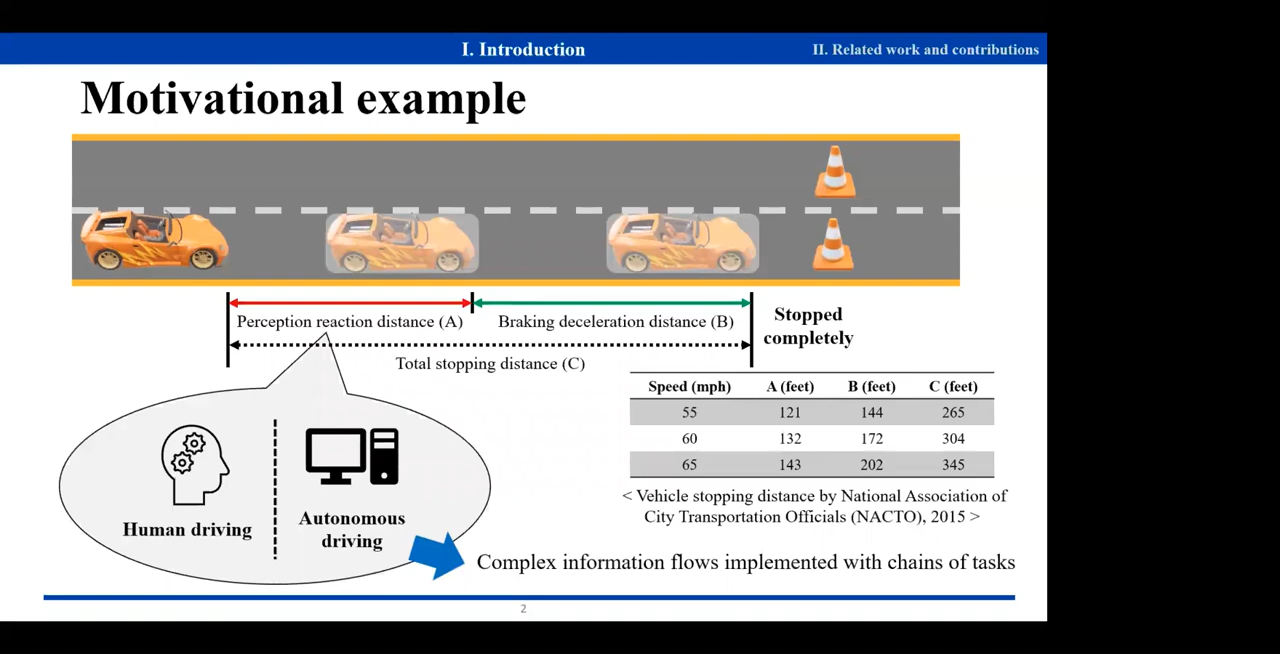 I. Introduction
II. Related work and contributions
Motivational example
Perception reaction distance (A)
Braking deceleration distance (B)
Stopped
completely
Total stopping distance (C)
Speed (mph) A (feet) B (feet) C (feet)
55 121 144 265
60 132 172 304
65 143 202 345
< Vehicle stopping distance by National Association of
City Transportation Officials (NACTO), 2015 >
Human driving
Autonomous
driving
Complex information flows implemented with chains of tasks
2